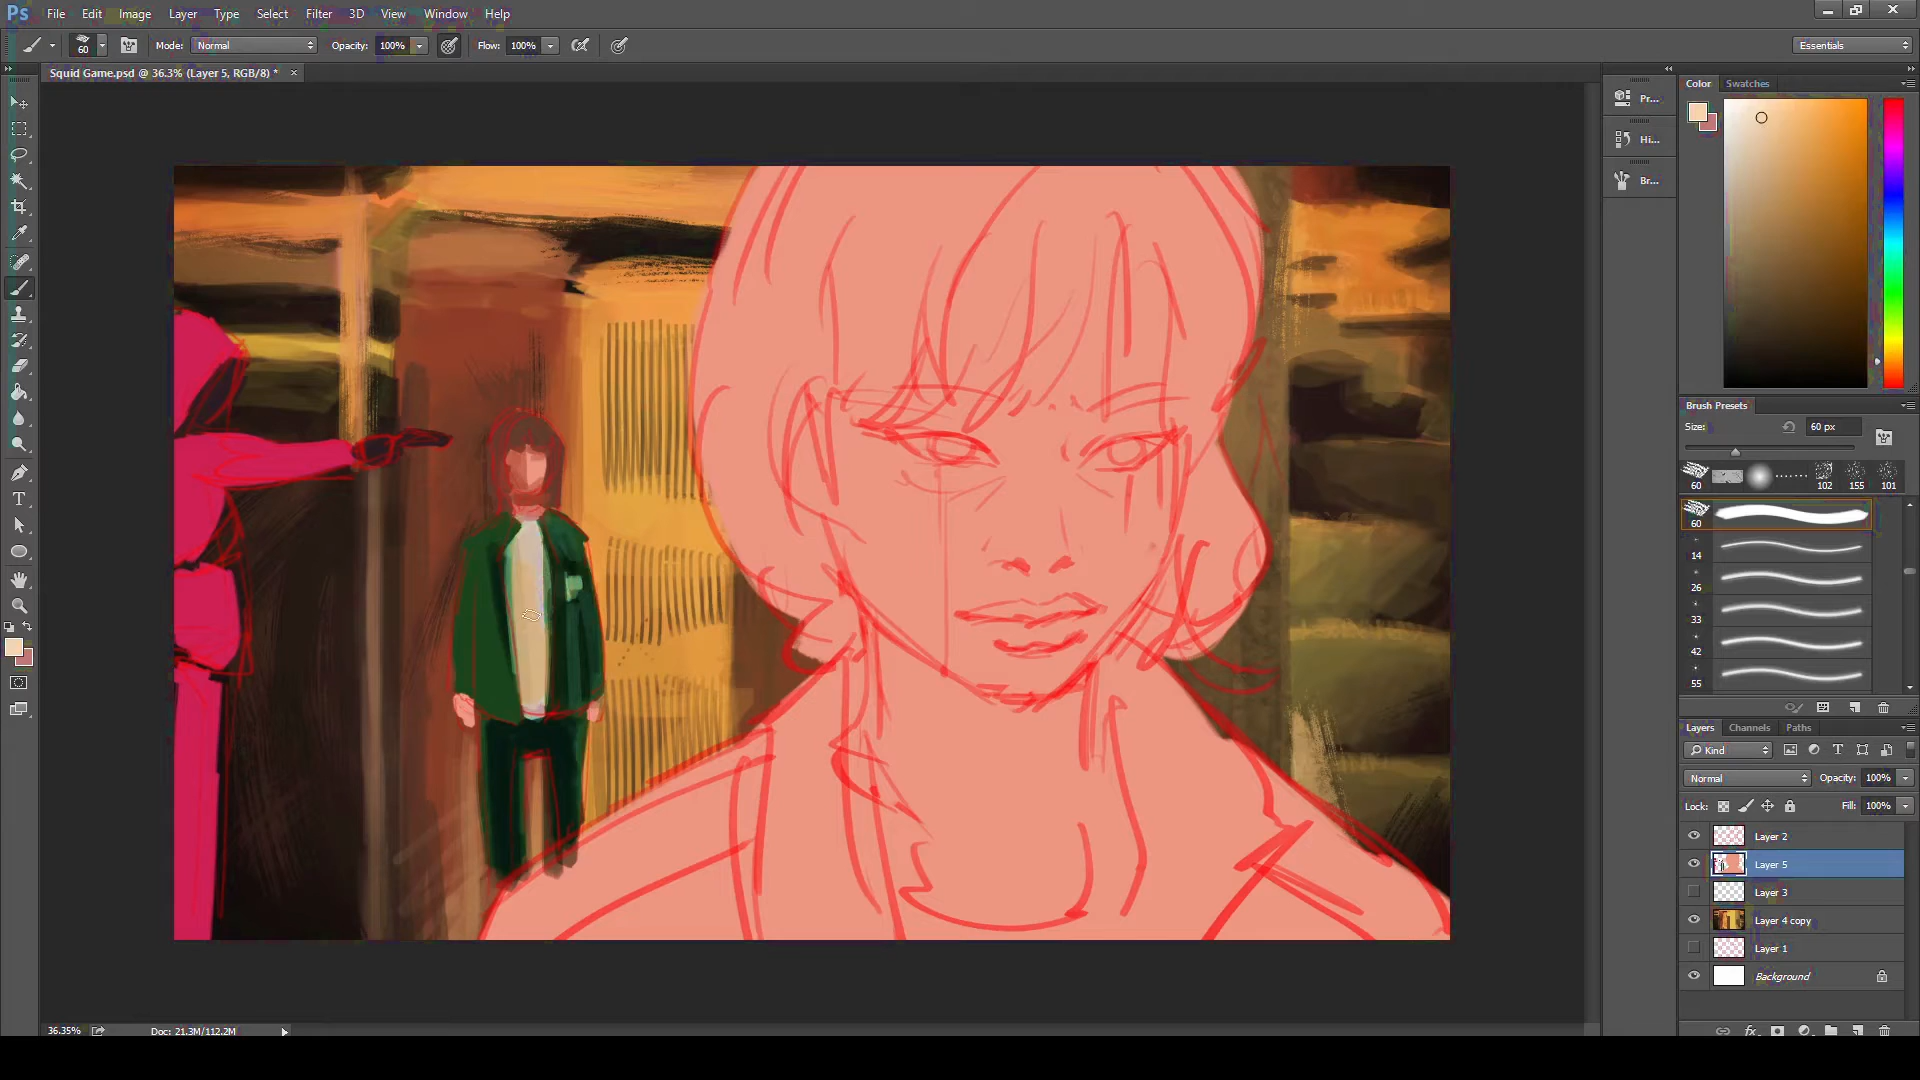 Ps File Edit Image Layer Type Select Filter 3D View Window Help
60 Mode: Normal Opacity: 100% Flow: 100% Essentials
Squid Game.psd @ 36.3% (Layer 5, RGB/8) * ×
Color Swatches
Pr...
Hi...
Br...
Brush Presets
Size: 60 px
60 102 155 101
60
14
26
33
42
55
Layers Channels Paths
Kind
Normal Opacity: 100%
Lock: Fill: 100%
Layer 2
Layer 5
Layer 3
Layer 4 copy
Layer 1
Background
36.35% Doc: 21.3M/112.2M